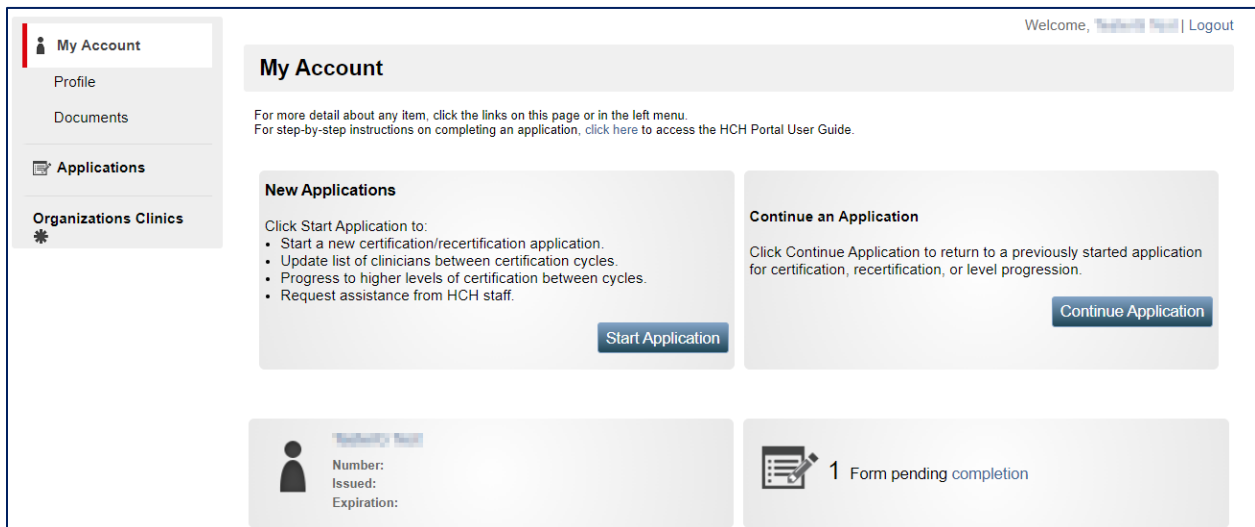 Welcome, | Logout
My Account
Profile
Documents
Applications
Organizations Clinics
My Account
For more detail about any item, click the links on this page or in the left menu.
For step-by-step instructions on completing an application, click here to access the HCH Portal User Guide.
New Applications
Click Start Application to:
• Start a new certification/recertification application.
• Update list of clinicians between certification cycles.
• Progress to higher levels of certification between cycles.
• Request assistance from HCH staff.
Start Application
Continue an Application
Click Continue Application to return to a previously started application
for certification, recertification, or level progression.
Continue Application
Number:
Issued:
Expiration:
1 Form pending completion